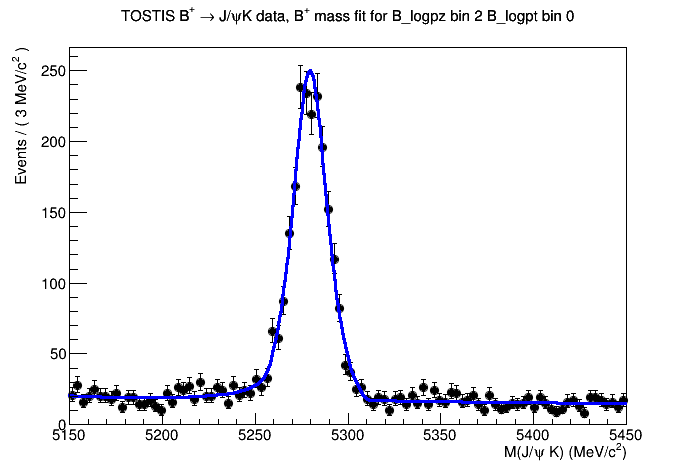 TOSTIS B⁺ → J/ψK data, B⁺ mass fit for B_logpz bin 2 B_logpt bin 0
Events / ( 3 MeV/c² )
250
200
150
100
50
0
5150 5200 5250 5300 5350 5400 5450
M(J/ψ K) (MeV/c²)